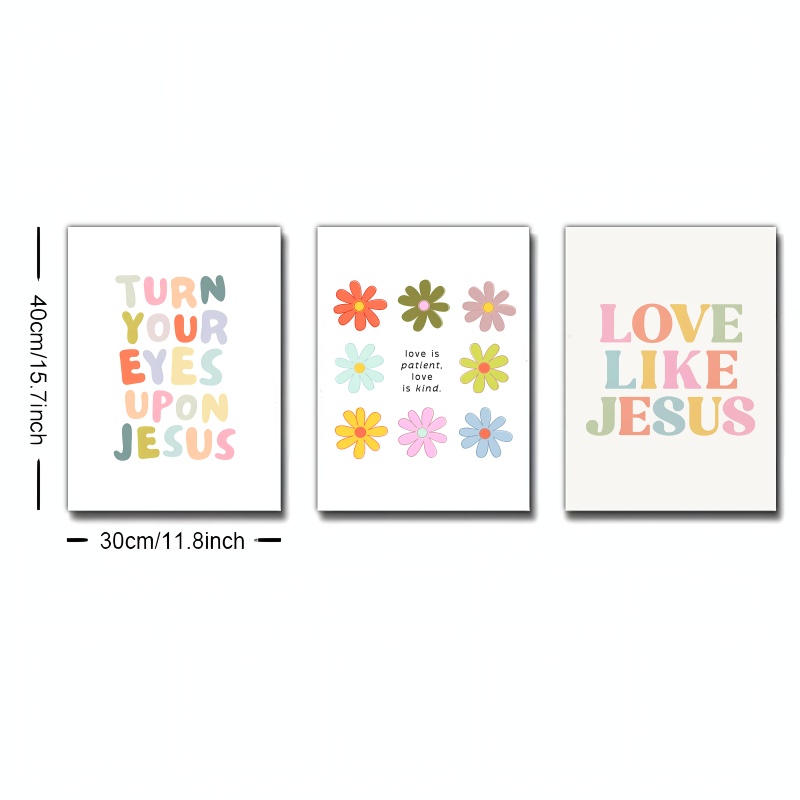 TURN
YOUR
EYES
UPON
JESUS
love is
patient,
love
is kind.
LOVE
LIKE
JESUS
40cm/15.7inch
30cm/11.8inch